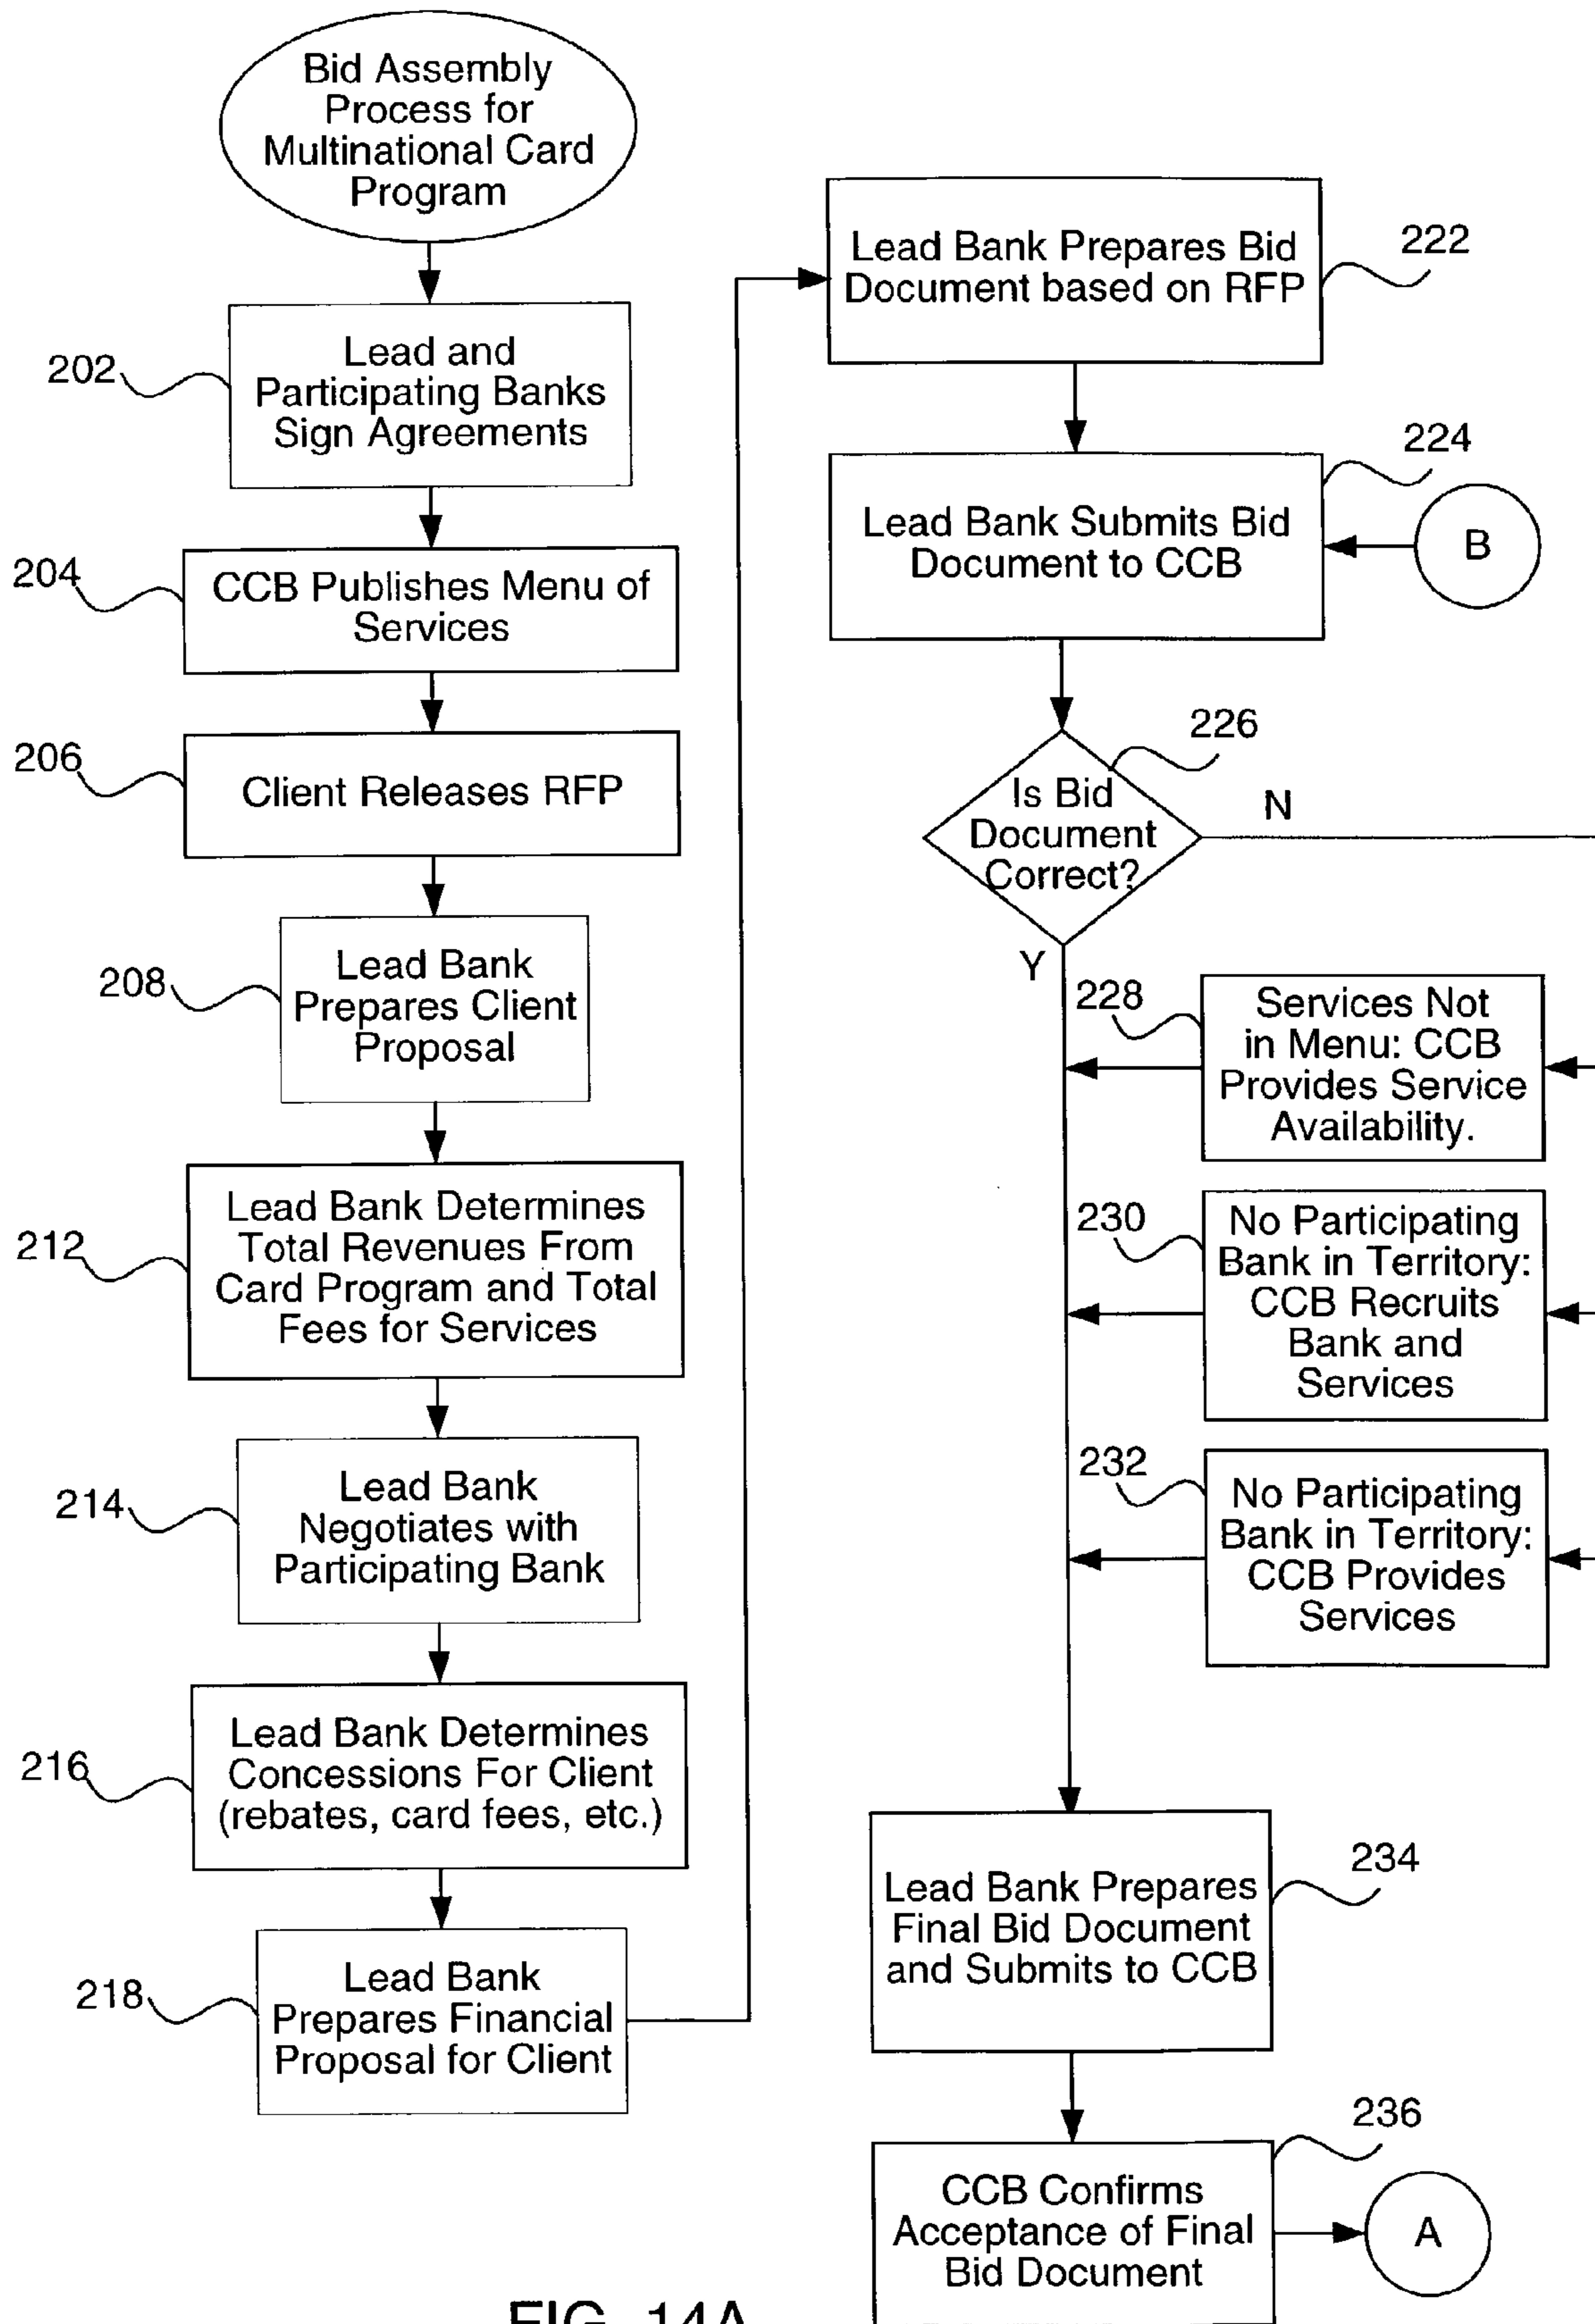 Bid Assembly
Process for
Multinational Card
Program
202
Lead and
Participating Banks
Sign Agreements
204
CCB Publishes Menu of
Services
206
Client Releases RFP
208
Lead Bank
Prepares Client
Proposal
212
Lead Bank Determines
Total Revenues From
Card Program and Total
Fees for Services
214
Lead Bank
Negotiates with
Participating Bank
216
Lead Bank Determines
Concessions For Client
(rebates, card fees, etc.)
218
Lead Bank
Prepares Financial
Proposal for Client
Lead Bank Prepares Bid
Document based on RFP
222
Lead Bank Submits Bid
Document to CCB
224
B
226
Is Bid
Document
Correct?
N
Y
228
Services Not
in Menu: CCB
Provides Service
Availability.
230
No Participating
Bank in Territory:
CCB Recruits
Bank and
Services
232
No Participating
Bank in Territory:
CCB Provides
Services
Lead Bank Prepares
Final Bid Document
and Submits to CCB
234
CCB Confirms
Acceptance of Final
Bid Document
236
A
FIG. 14A